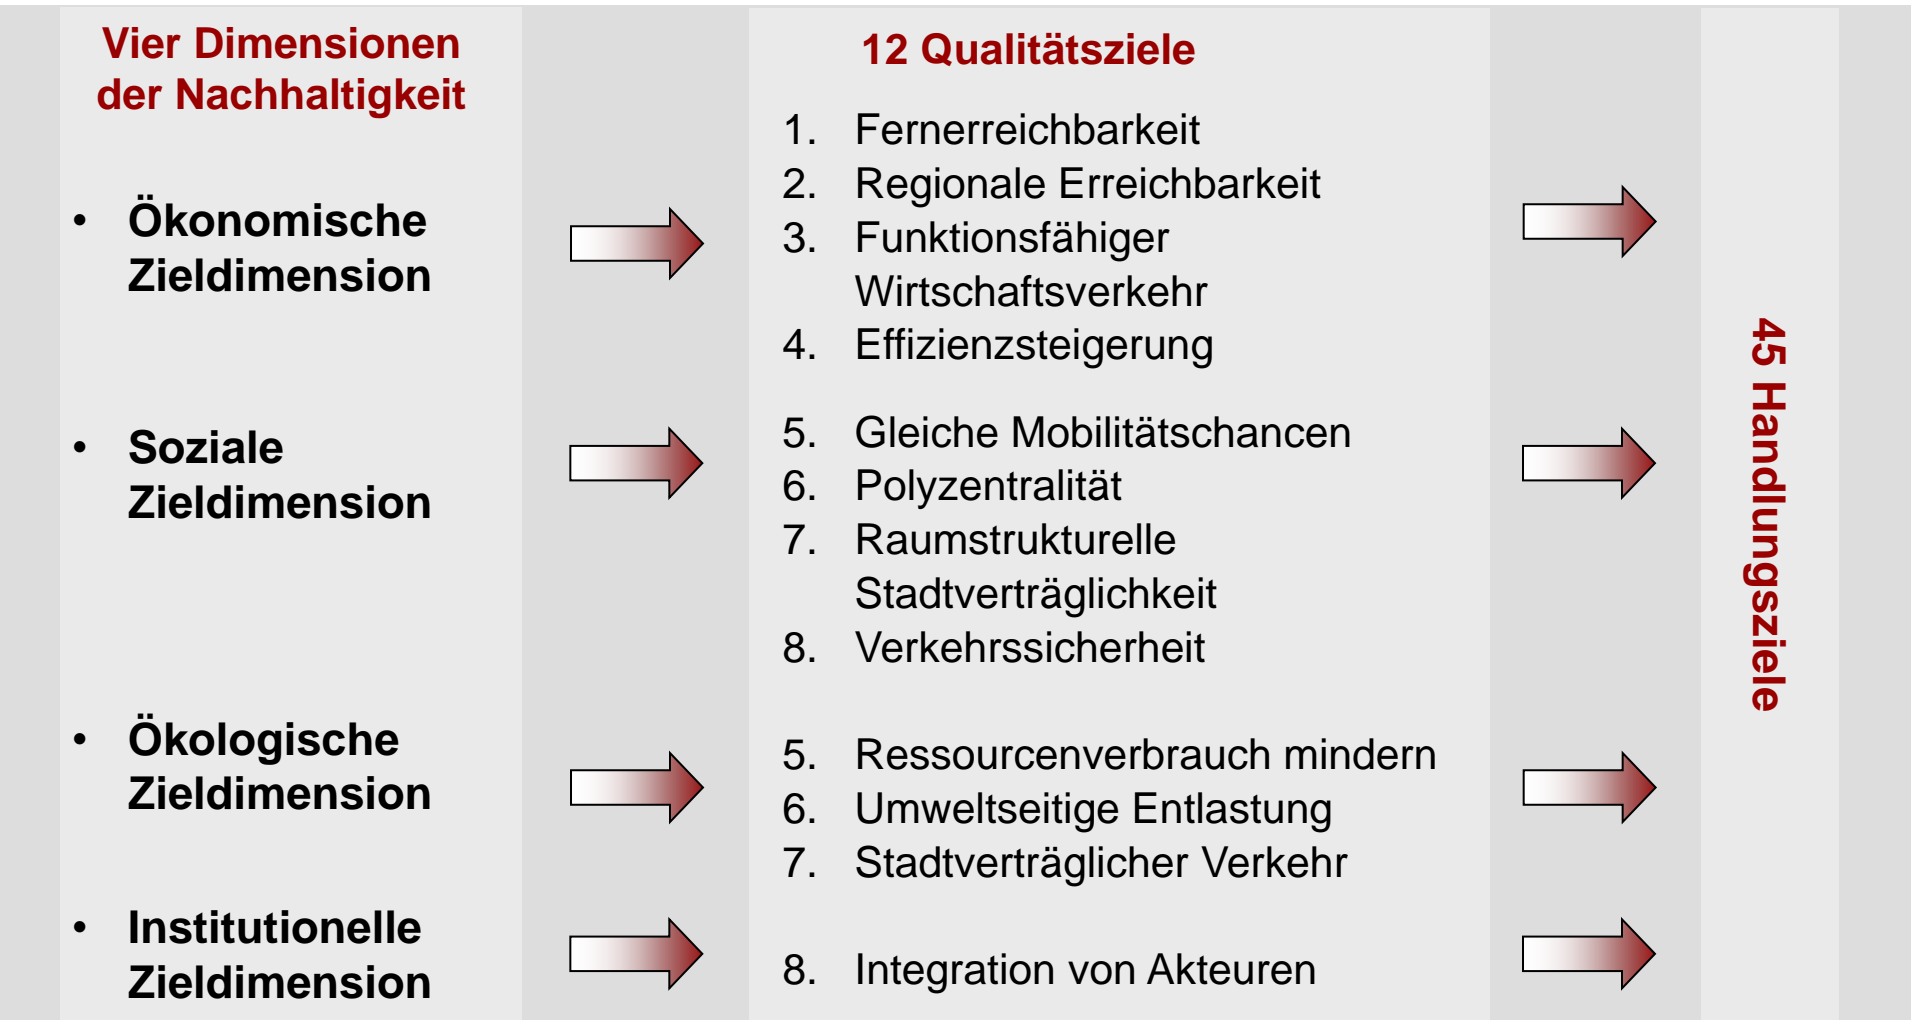 Vier Dimensionen
der Nachhaltigkeit
• Ökonomische
Zieldimension
• Soziale
Zieldimension
• Ökologische
Zieldimension
• Institutionelle
Zieldimension
12 Qualitätsziele
1. Fernerreichbarkeit
2. Regionale Erreichbarkeit
3. Funktionsfähiger
Wirtschaftsverkehr
4. Effizienzsteigerung
5. Gleiche Mobilitätschancen
6. Polyzentralität
7. Raumstrukturelle
Stadtverträglichkeit
8. Verkehrssicherheit
5. Ressourcenverbrauch mindern
6. Umweltseitige Entlastung
7. Stadtverträglicher Verkehr
8. Integration von Akteuren
45 Handlungsziele